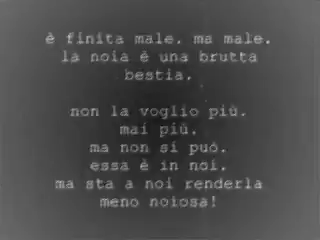 è finita male. ma male.
la noia è una brutta
bestia.
non la voglio più.
mai più.
ma non si può.
essa è in noi.
ma sta a noi renderla
meno noiosa!